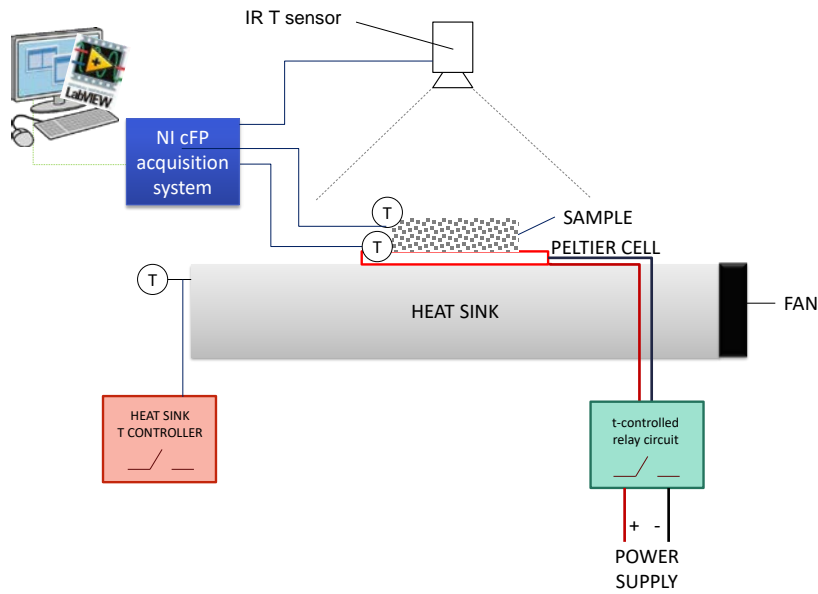 IR T sensor
LabVIEW
NI cFP
acquisition
system
T
T
SAMPLE
PELTIER CELL
T
HEAT SINK
FAN
HEAT SINK
T CONTROLLER
t-controlled
relay circuit
+ -
POWER
SUPPLY